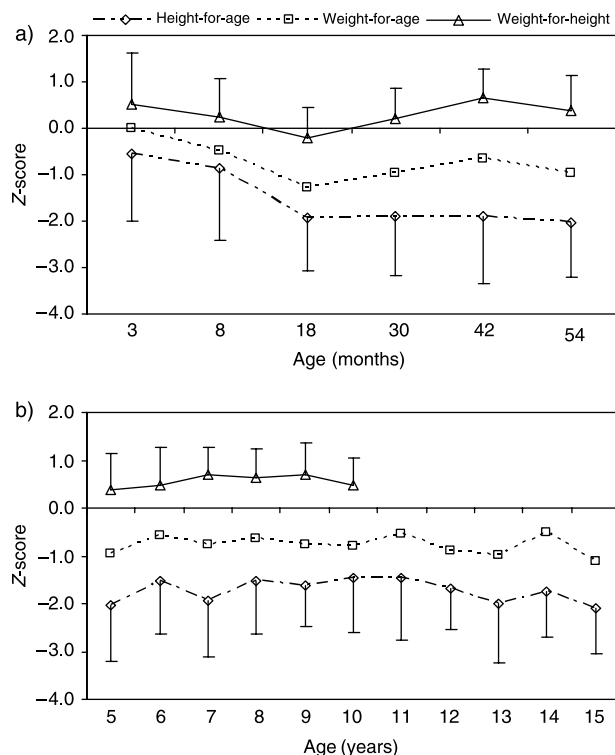 Height-for-age Weight-for-age Weight-for-height
a)
2.0
1.0
0.0
−1.0
−2.0
−3.0
−4.0
Z-score
3 8 18 30 42 54
Age (months)
b)
2.0
1.0
0.0
−1.0
−2.0
−3.0
−4.0
Z-score
5 6 7 8 9 10 11 12 13 14 15
Age (years)